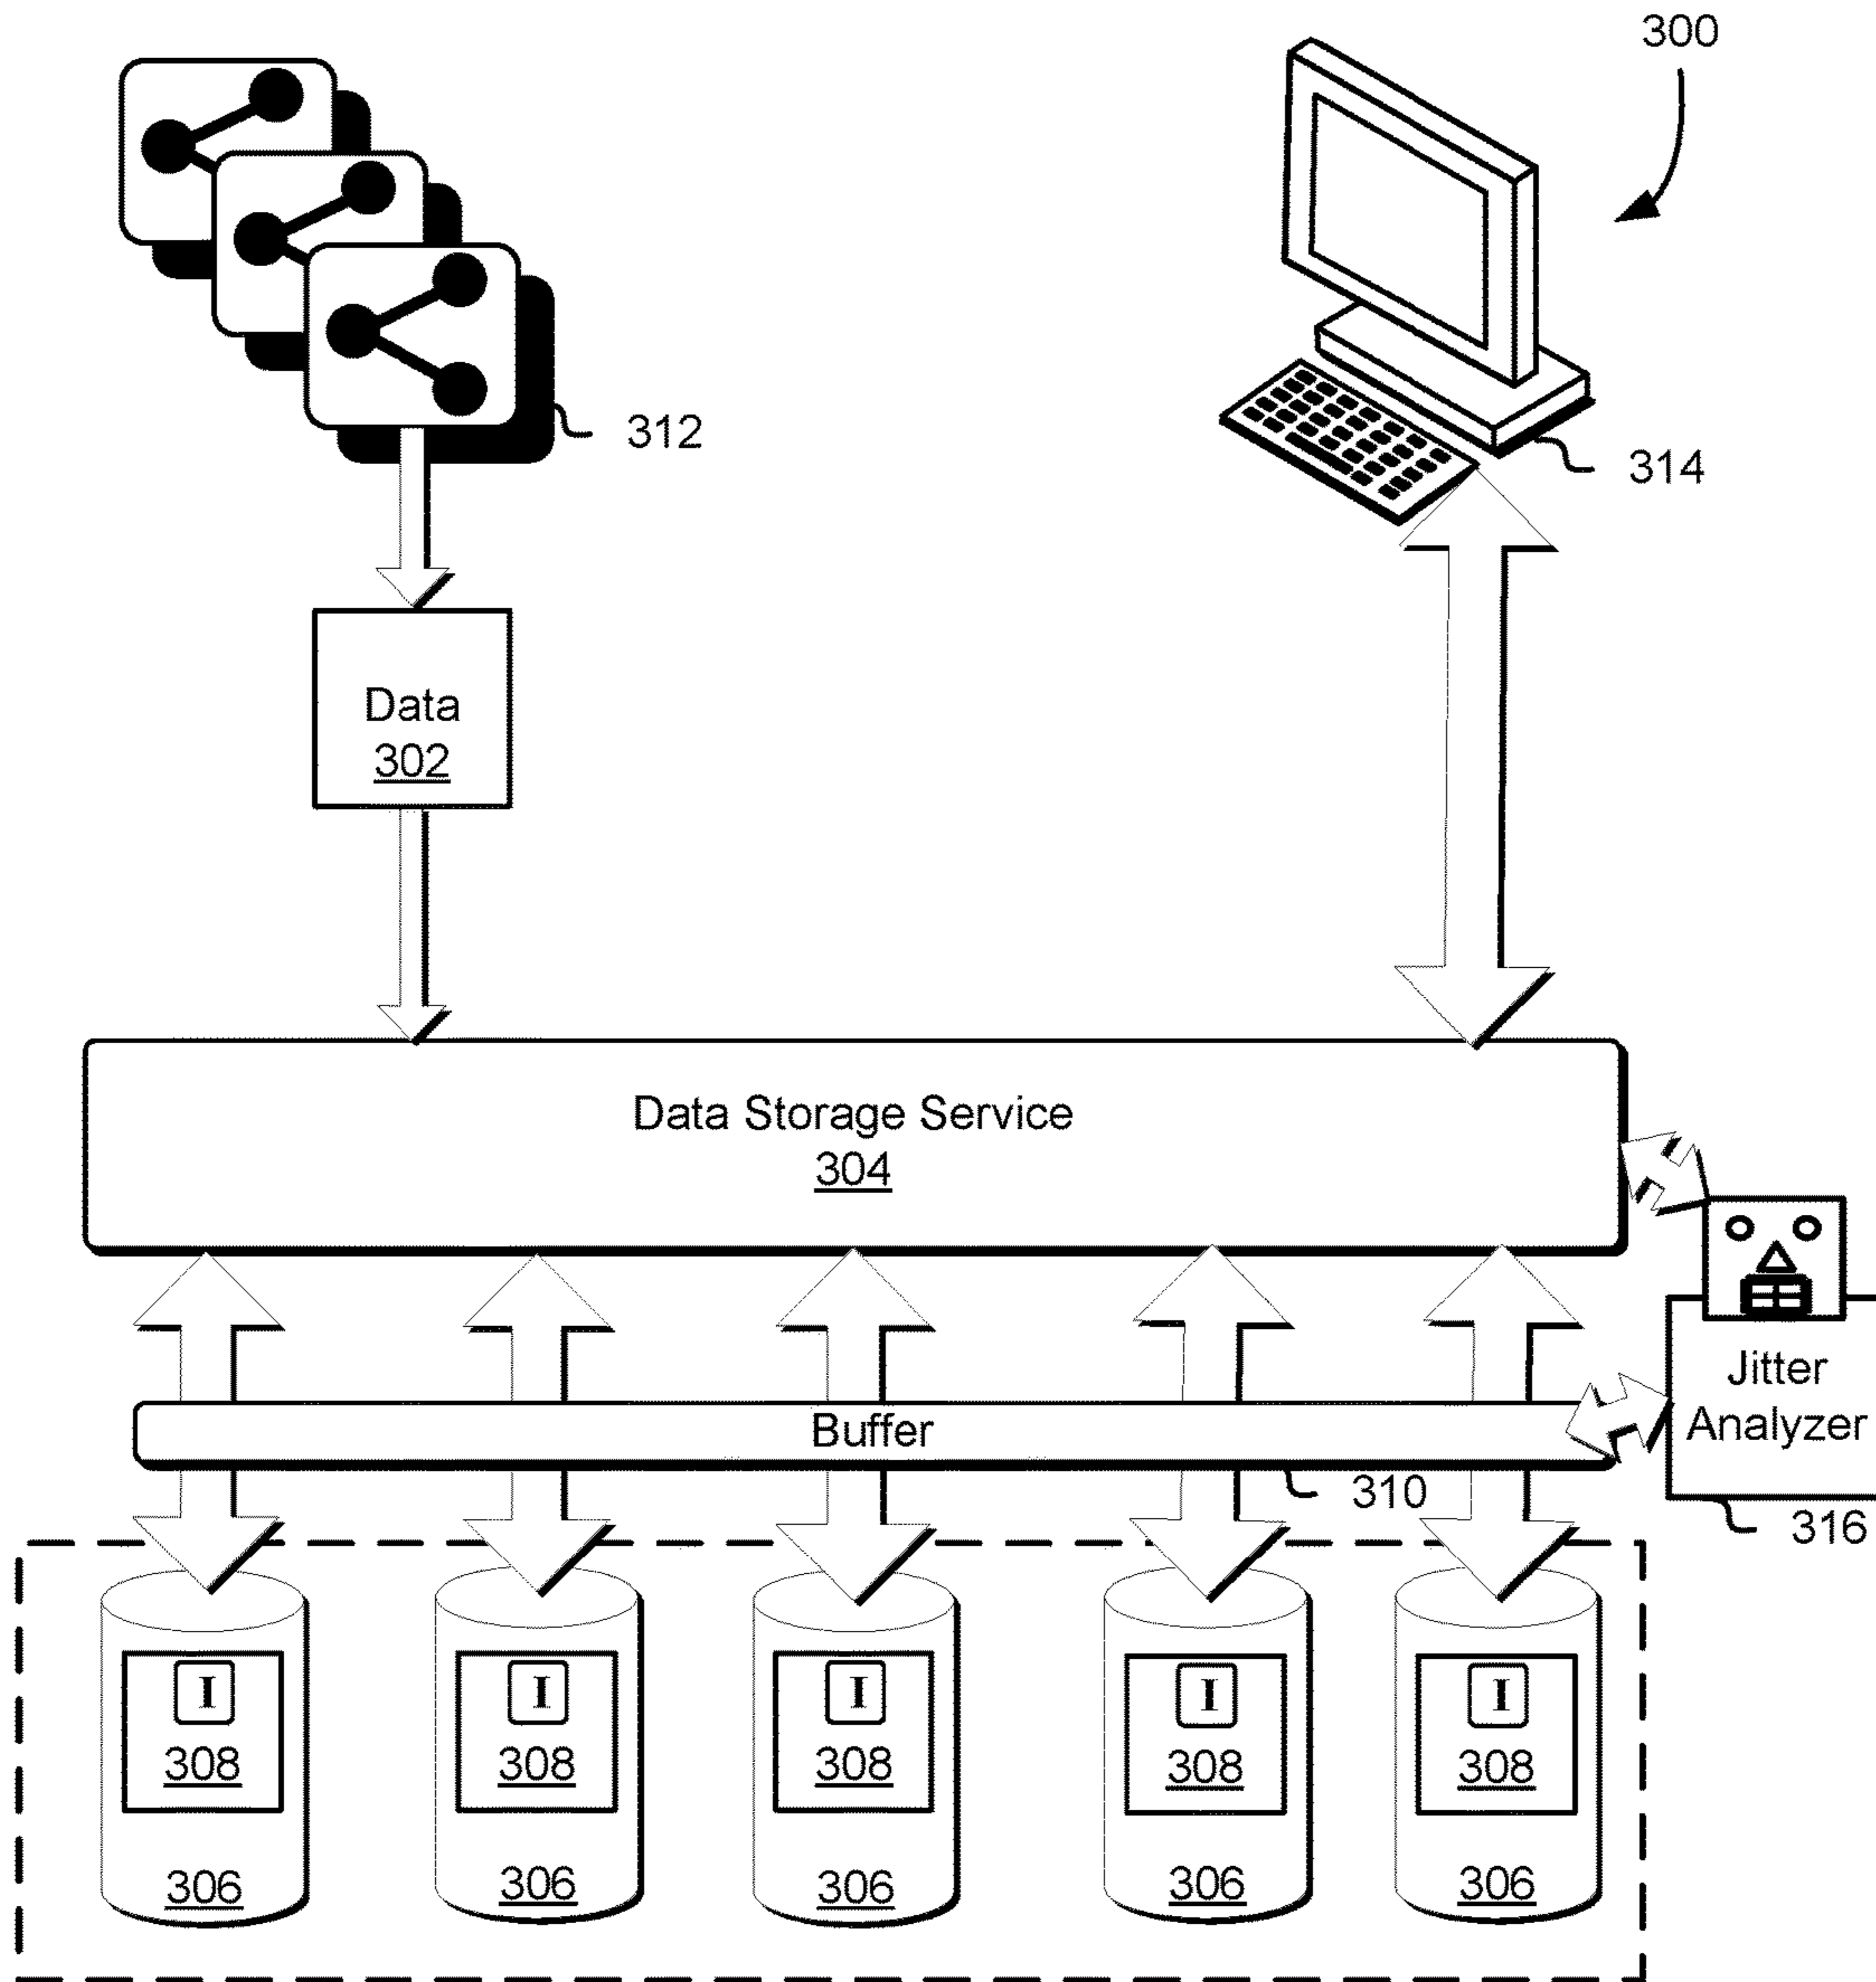 300
312
314
Data
302
Data Storage Service
304
Jitter
Analyzer
Buffer
310
316
I I I I I
308 308 308 308 308
306 306 306 306 306